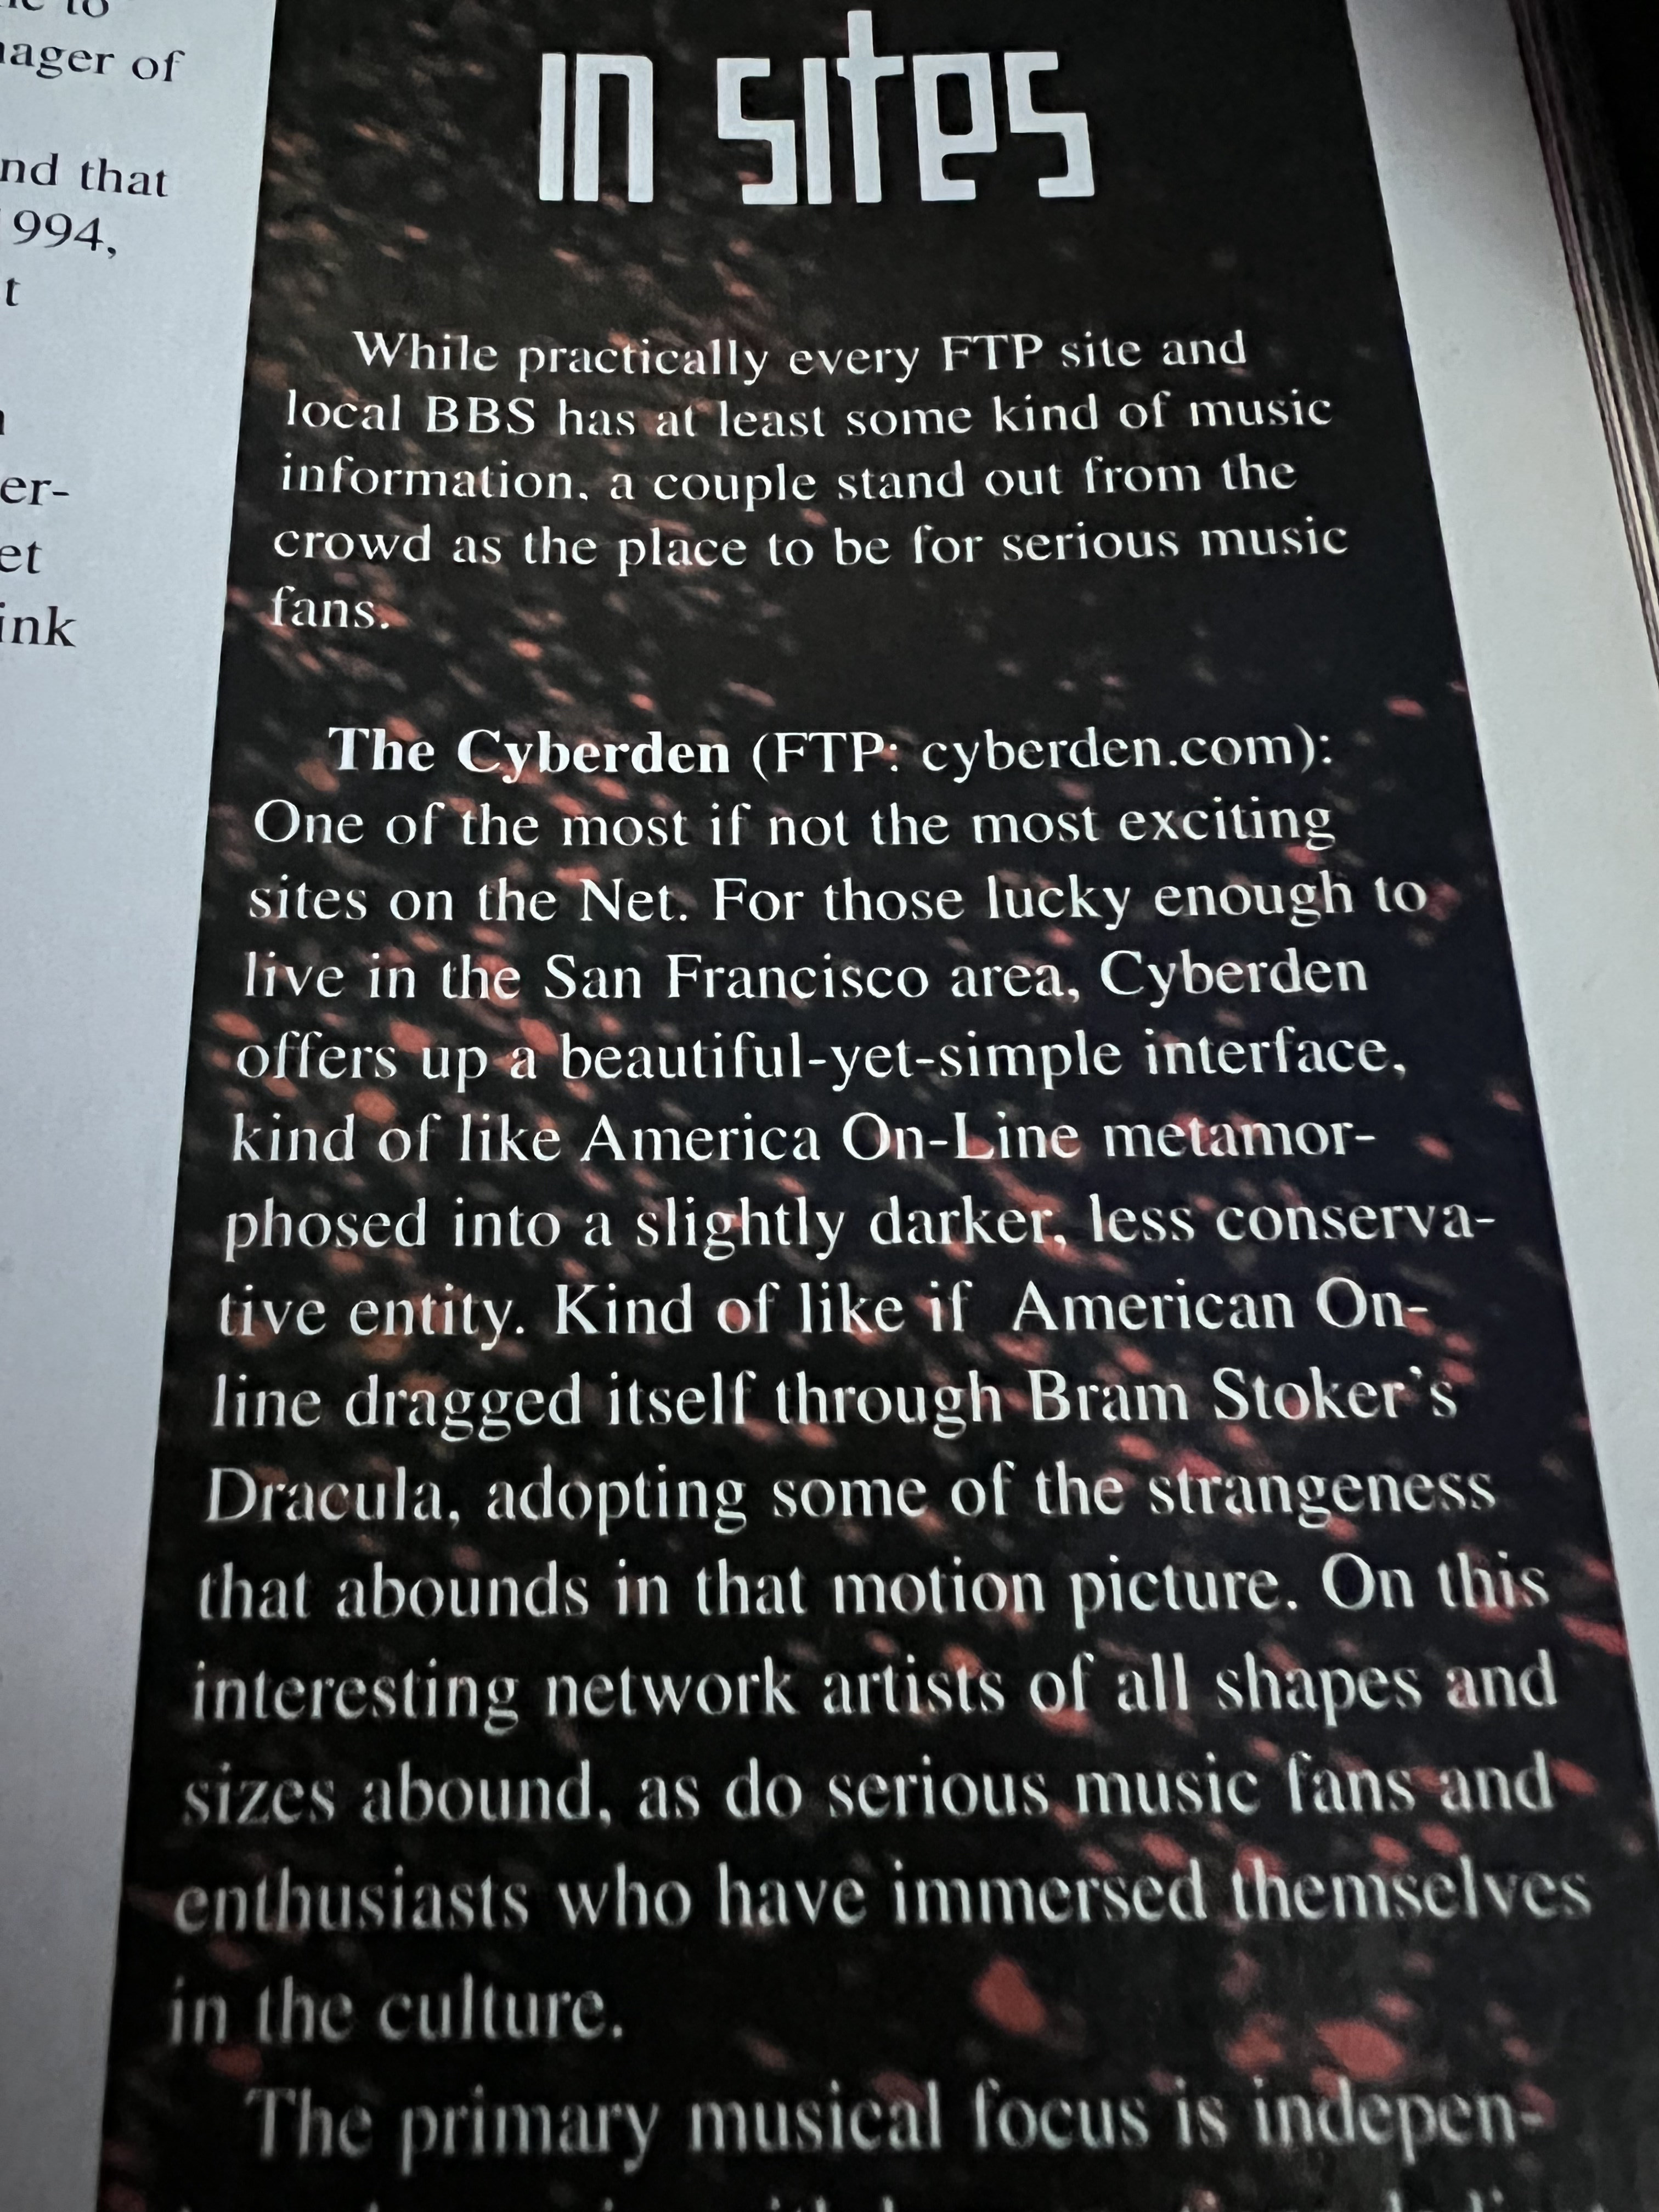 ager of
nd that
1994,
t
er-
et
ink
in sites
While practically every FTP site and
local BBS has at least some kind of music
information, a couple stand out from the
crowd as the place to be for serious music
fans.
The Cyberden (FTP: cyberden.com):
One of the most if not the most exciting
sites on the Net. For those lucky enough to
live in the San Francisco area, Cyberden
offers up a beautiful-yet-simple interface,
kind of like America On-Line metamor-
phosed into a slightly darker, less conserva-
tive entity. Kind of like if American On-
line dragged itself through Bram Stoker's
Dracula, adopting some of the strangeness
that abounds in that motion picture. On this
interesting network artists of all shapes and
sizes abound, as do serious music fans and
enthusiasts who have immersed themselves
in the culture.
The primary musical focus is indepen-